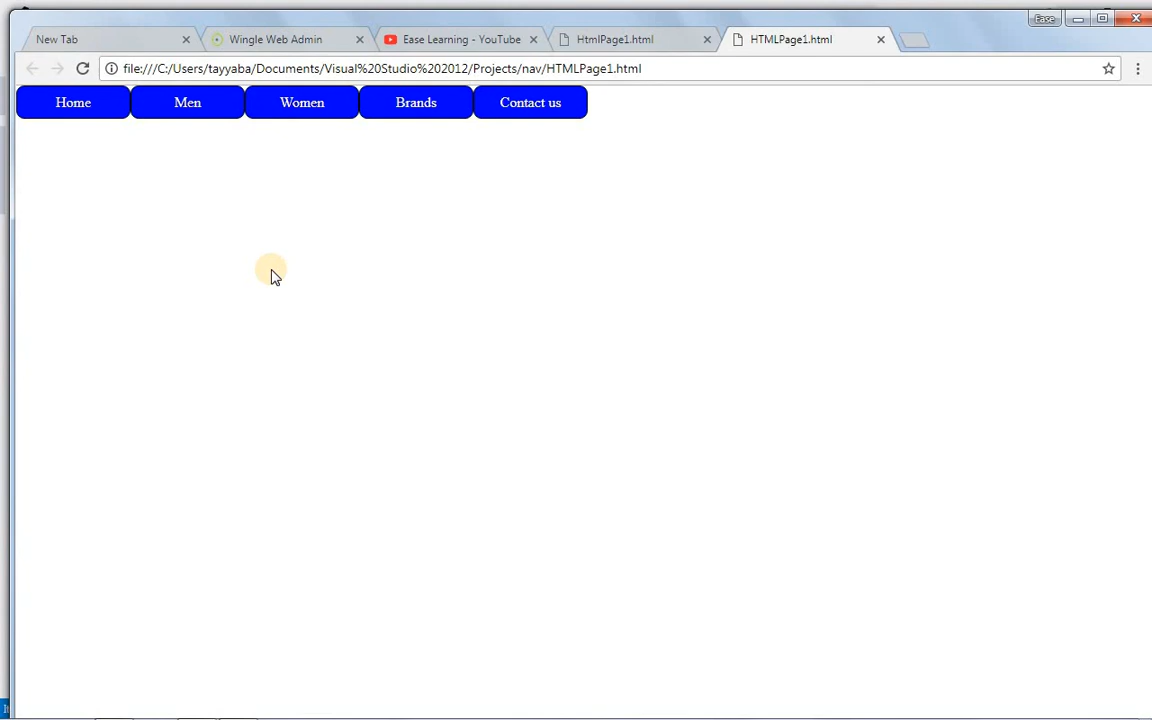 Ease
New Tab
Wingle Web Admin
Ease Learning - YouTube
HtmlPage1.html
HTMLPage1.html
file:///C:/Users/tayyaba/Documents/Visual%20Studio%202012/Projects/nav/HTMLPage1.html
Home
Men
Women
Brands
Contact us